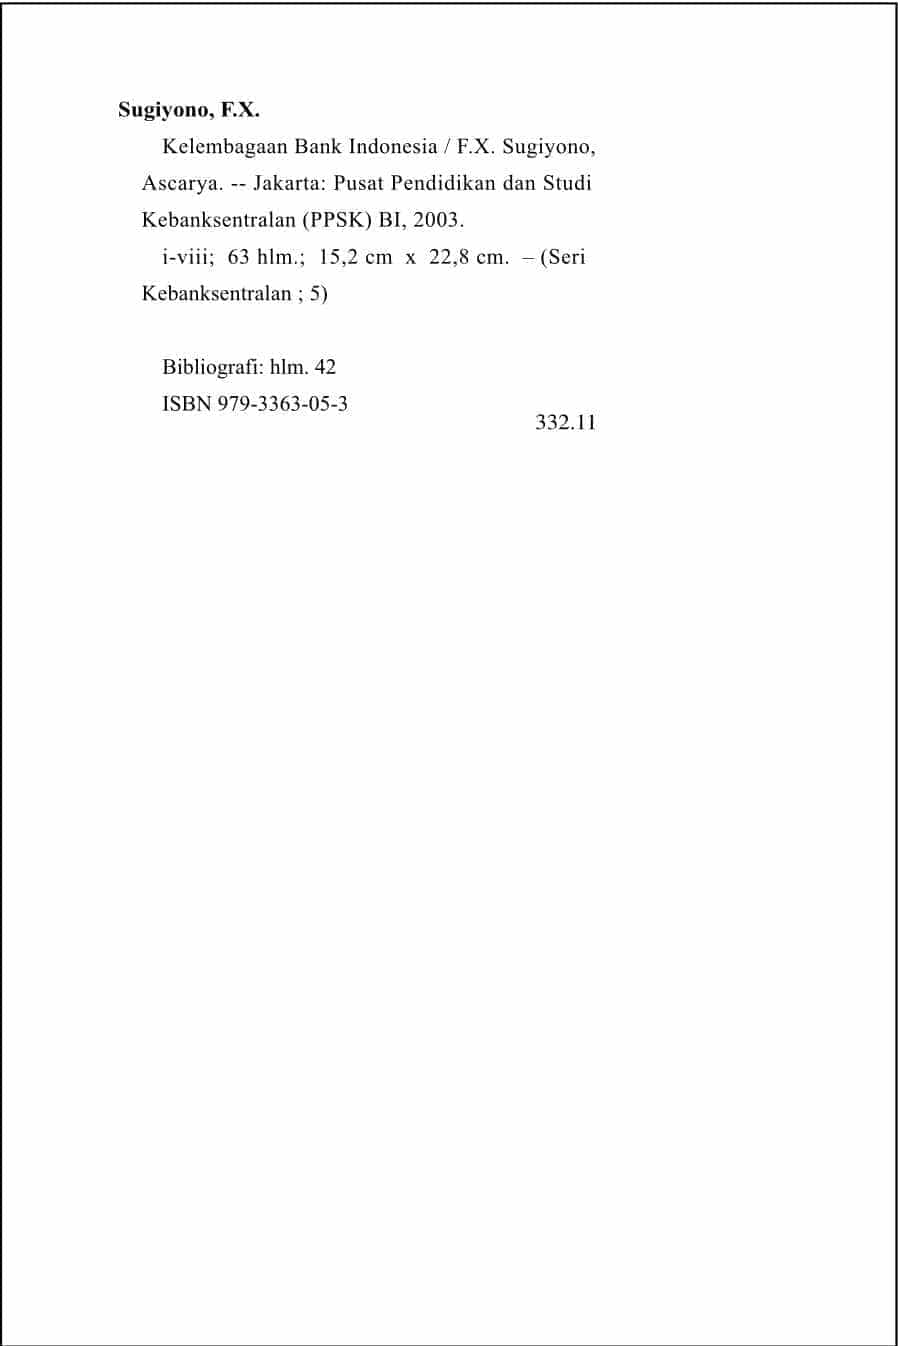 Sugiyono, F.X.
Kelembagaan Bank Indonesia / F.X. Sugiyono,
Ascarya. -- Jakarta: Pusat Pendidikan dan Studi
Kebanksentralan (PPSK) BI, 2003.
i-viii; 63 hlm.; 15,2 cm x 22,8 cm. – (Seri
Kebanksentralan ; 5)
Bibliografi: hlm. 42
ISBN 979-3363-05-3
332.11